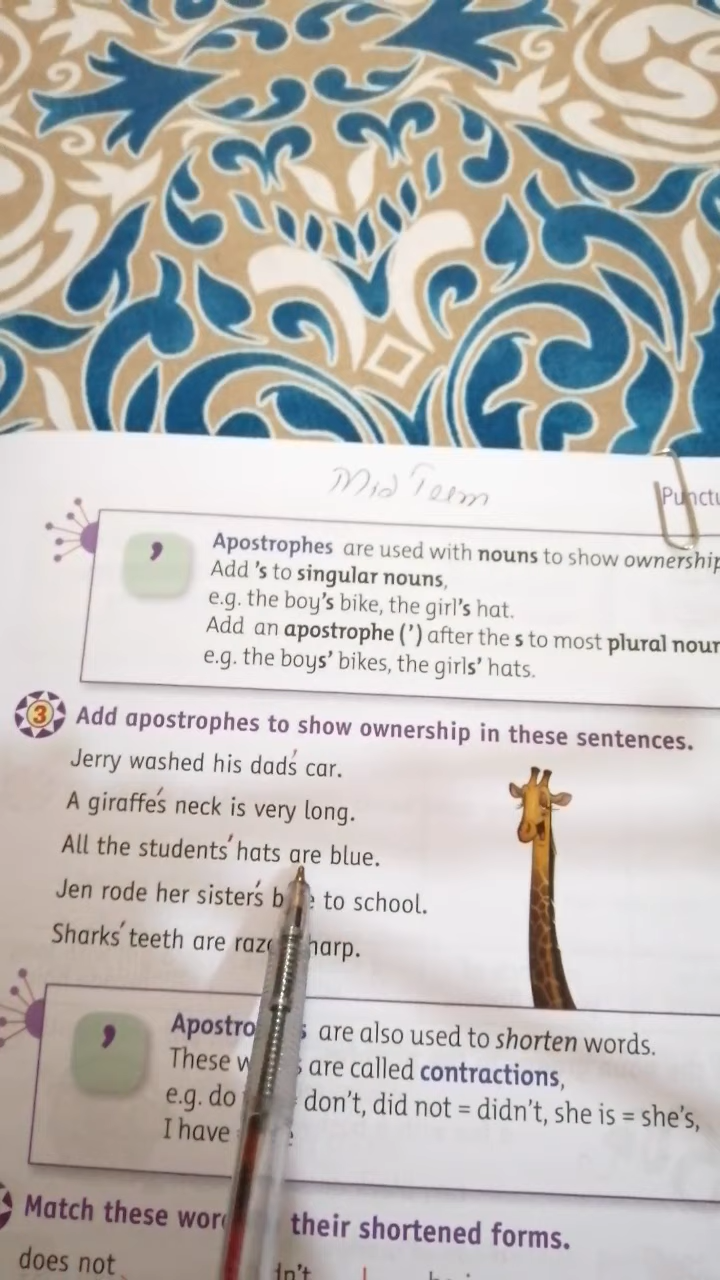 Mid Term
Punctu
,
Apostrophes are used with nouns to show ownership
Add 's to singular nouns,
e.g. the boy's bike, the girl's hat.
Add an apostrophe (') after the s to most plural nour
e.g. the boys' bikes, the girls' hats.
3 Add apostrophes to show ownership in these sentences.
Jerry washed his dad's car.
A giraffe's neck is very long.
All the students' hats are blue.
Jen rode her sister's b e to school.
Sharks' teeth are raz harp.
,
Apostro s are also used to shorten words.
These w s are called contractions,
e.g. do don't, did not = didn't, she is = she's,
I have
Match these wor their shortened forms.
does not
dn't